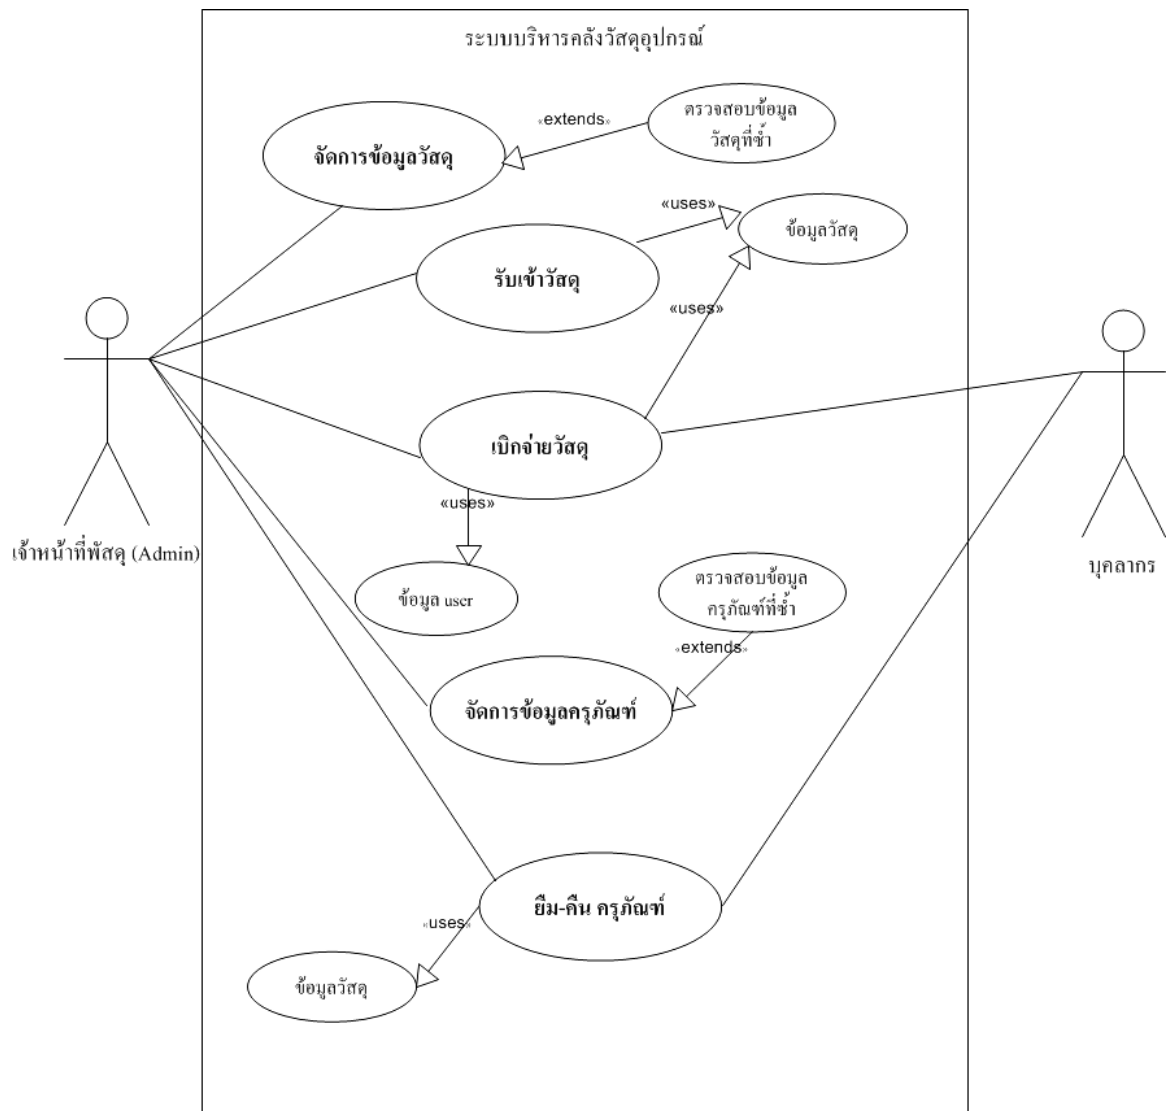 ระบบบริหารคลังวัสดุอุปกรณ์
«extends»
ตรวจสอบข้อมูล
วัสดุที่ซ้ำ
จัดการข้อมูลวัสดุ
«uses»
ข้อมูลวัสดุ
รับเข้าวัสดุ
«uses»
เบิกจ่ายวัสดุ
«uses»
เจ้าหน้าที่พัสดุ (Admin)
บุคลากร
ข้อมูล user
ตรวจสอบข้อมูล
ครุภัณฑ์ที่ซ้ำ
«extends»
จัดการข้อมูลครุภัณฑ์
ยืม-คืน ครุภัณฑ์
«uses»
ข้อมูลวัสดุ